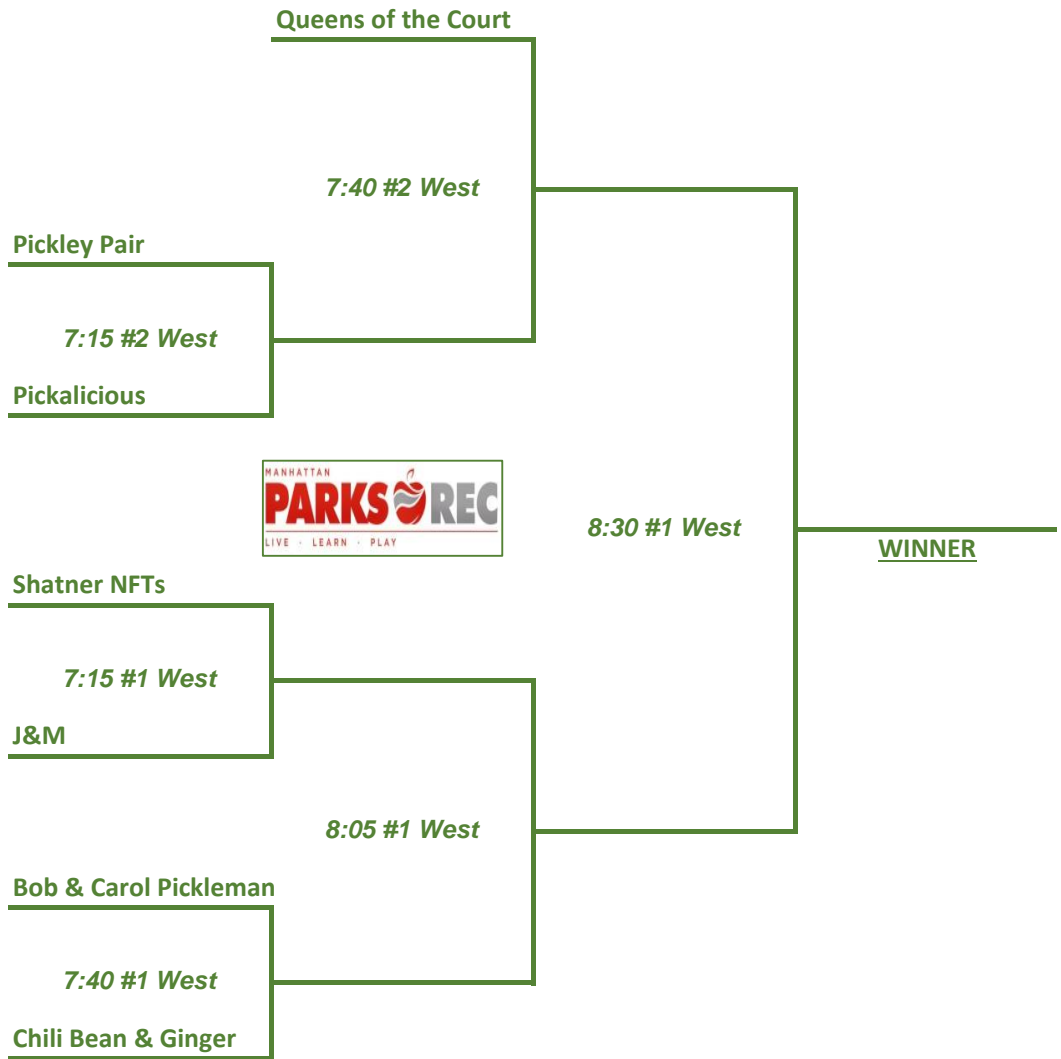 Queens of the Court
7:40 #2 West
Pickley Pair
7:15 #2 West
Pickalicious
MANHATTAN
PARKS REC
LIVE · LEARN · PLAY
8:30 #1 West
WINNER
Shatner NFTs
7:15 #1 West
J&M
8:05 #1 West
Bob & Carol Pickleman
7:40 #1 West
Chili Bean & Ginger